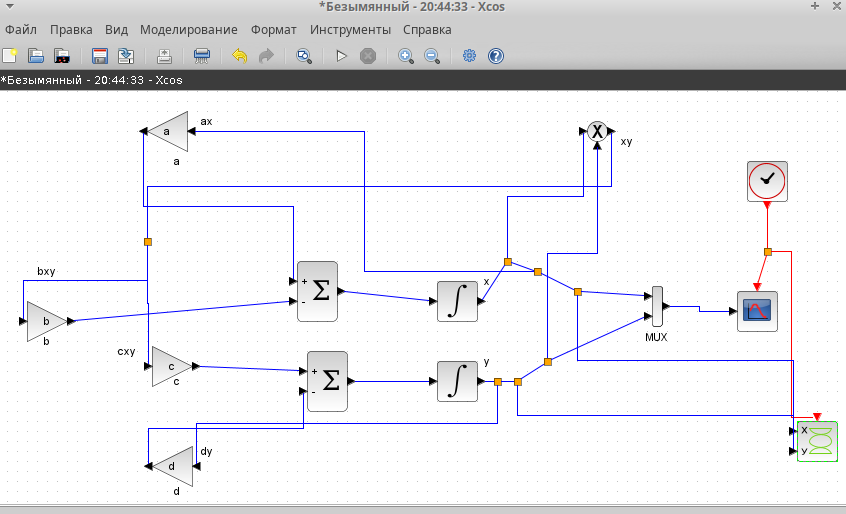 *Безымянный - 20:44:33 - Xcos
Файл Правка Вид Моделирование Формат Инструменты Справка
*Безымянный - 20:44:33 - Xcos
a
ax
a
X
xy
bxy
b
b
+
-
Σ
∫
x
MUX
cxy
c
c
+
-
Σ
∫
y
d
dy
d
X
Y